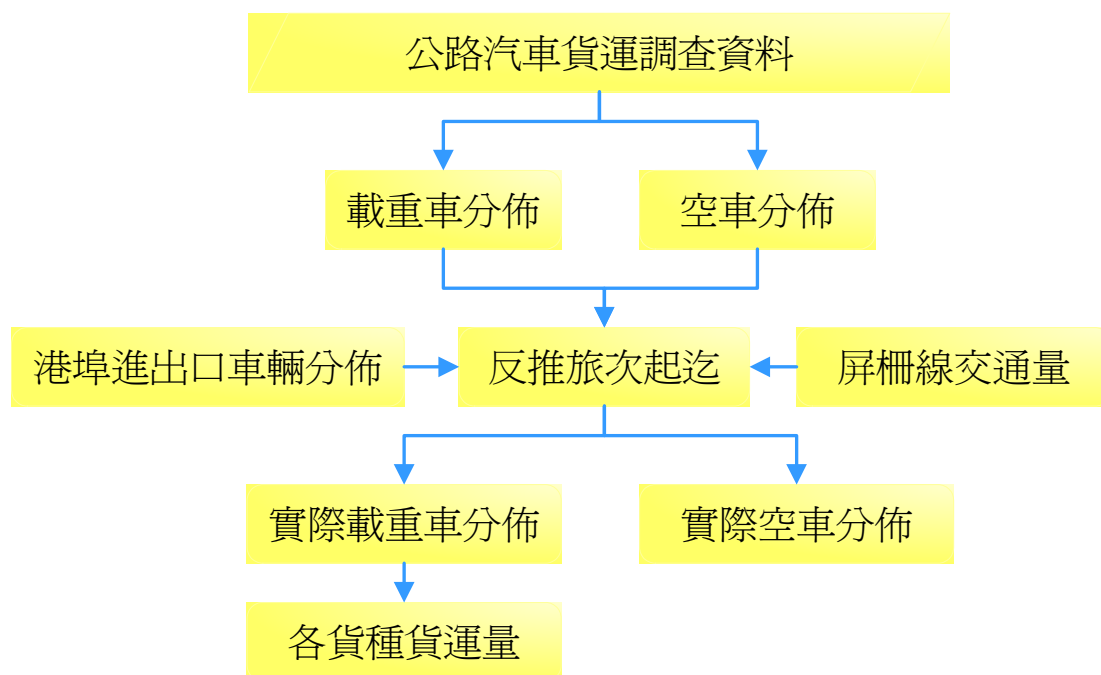 公路汽車貨運調查資料
載重車分佈
空車分佈
港埠進出口車輛分佈
反推旅次起迄
屏柵線交通量
實際載重車分佈
實際空車分佈
各貨種貨運量